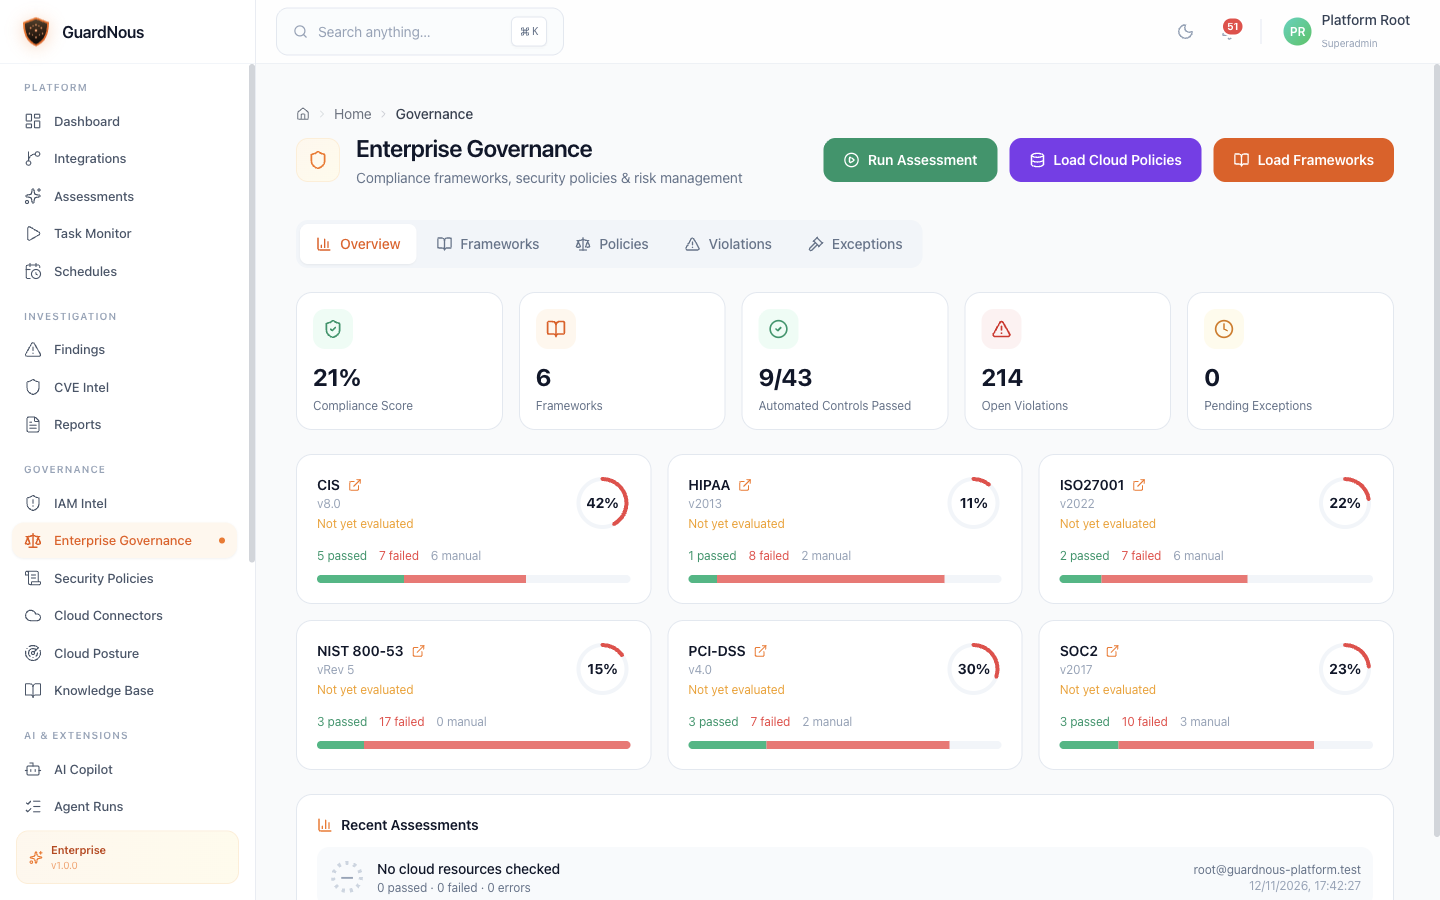 GuardNous
Search anything...
⌘ K
51
PR
Platform Root
Superadmin
PLATFORM
Dashboard
Integrations
Assessments
Task Monitor
Schedules
INVESTIGATION
Findings
CVE Intel
Reports
GOVERNANCE
IAM Intel
Enterprise Governance
Security Policies
Cloud Connectors
Cloud Posture
Knowledge Base
AI & EXTENSIONS
AI Copilot
Agent Runs
Enterprise
v1.0.0
Home
Governance
Enterprise Governance
Compliance frameworks, security policies & risk management
Run Assessment
Load Cloud Policies
Load Frameworks
Overview
Frameworks
Policies
Violations
Exceptions
21%
Compliance Score
6
Frameworks
9/43
Automated Controls Passed
214
Open Violations
0
Pending Exceptions
CIS
v8.0
Not yet evaluated
42%
5 passed 7 failed 6 manual
HIPAA
v2013
Not yet evaluated
11%
1 passed 8 failed 2 manual
ISO27001
v2022
Not yet evaluated
22%
2 passed 7 failed 6 manual
NIST 800-53
vRev 5
Not yet evaluated
15%
3 passed 17 failed 0 manual
PCI-DSS
v4.0
Not yet evaluated
30%
3 passed 7 failed 2 manual
SOC2
v2017
Not yet evaluated
23%
3 passed 10 failed 3 manual
Recent Assessments
No cloud resources checked
0 passed · 0 failed · 0 errors
root@guardnous-platform.test
12/11/2026, 17:42:27